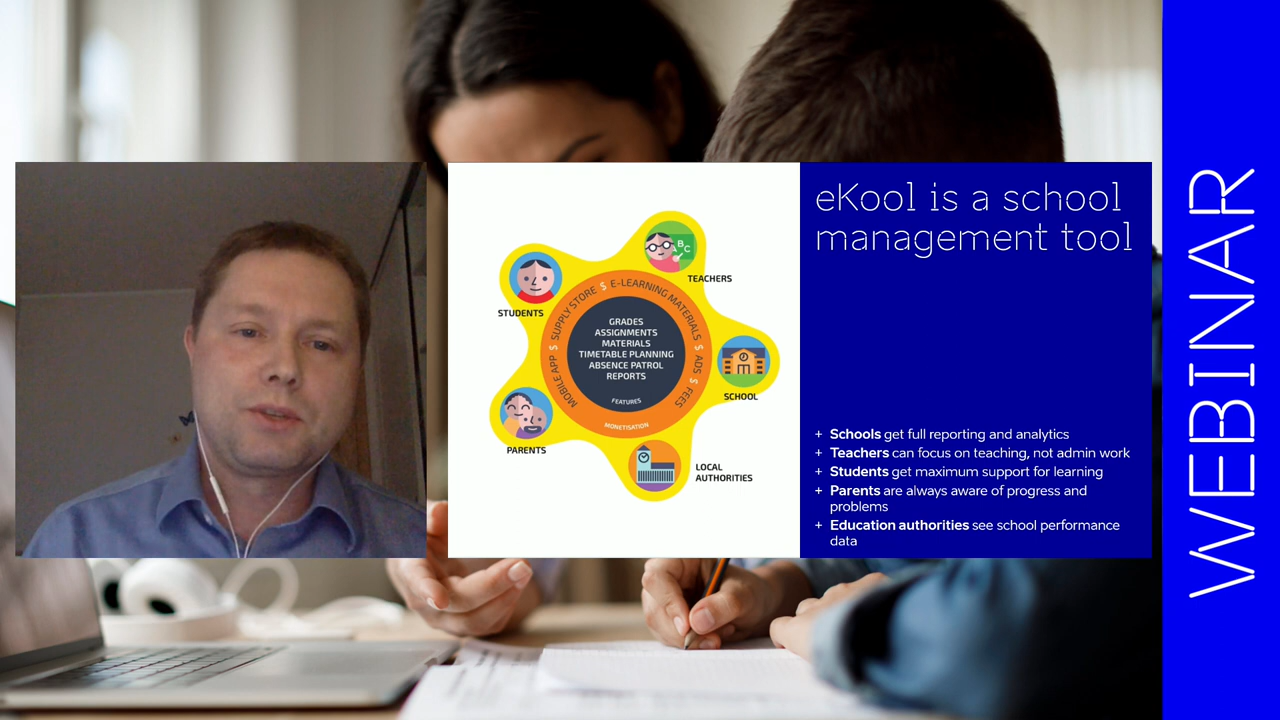 eKool is a school
management tool
+ Schools get full reporting and analytics
+ Teachers can focus on teaching, not admin work
+ Students get maximum support for learning
+ Parents are always aware of progress and
problems
+ Education authorities see school performance
data
TEACHERS
STUDENTS
SCHOOL
PARENTS
LOCAL
AUTHORITIES
MOBILE APP $ SUPPLY STORE $ E-LEARNING MATERIALS $ ADS $ FEES
GRADES
ASSIGNMENTS
MATERIALS
TIMETABLE PLANNING
ABSENCE PATROL
REPORTS
FEATURES
MONETISATION
ABC
WEBINAR